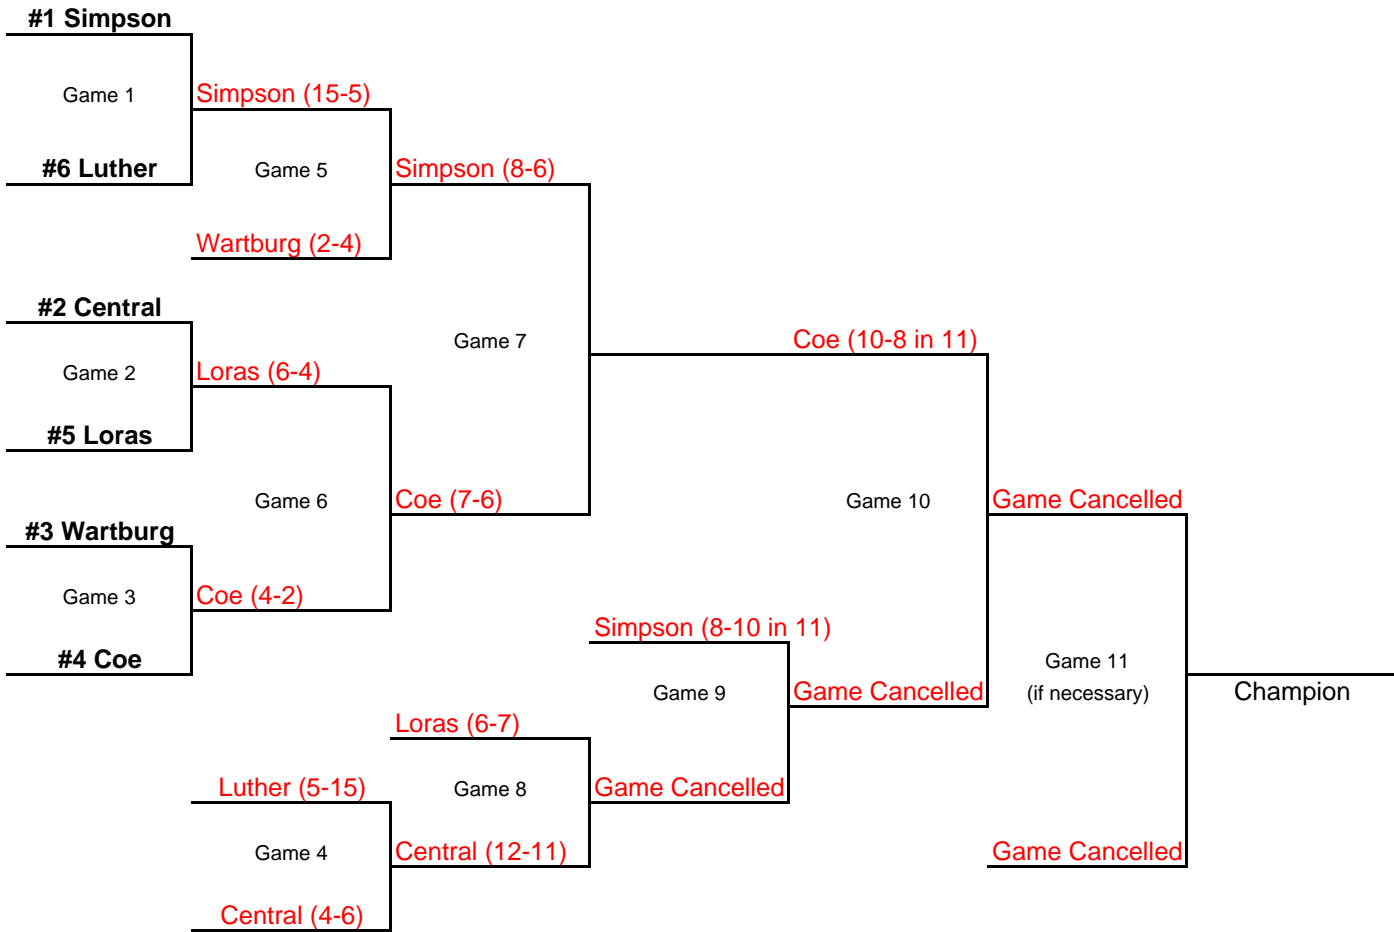 #1 Simpson
Game 1
Simpson (15-5)
#6 Luther
Game 5
Simpson (8-6)
Wartburg (2-4)
#2 Central
Game 7
Coe (10-8 in 11)
Game 2
Loras (6-4)
#5 Loras
Game 6
Coe (7-6)
Game 10
Game Cancelled
#3 Wartburg
Game 3
Coe (4-2)
Simpson (8-10 in 11)
#4 Coe
Game 11
(if necessary)
Game 9
Game Cancelled
Champion
Loras (6-7)
Luther (5-15)
Game 8
Game Cancelled
Game 4
Central (12-11)
Game Cancelled
Central (4-6)